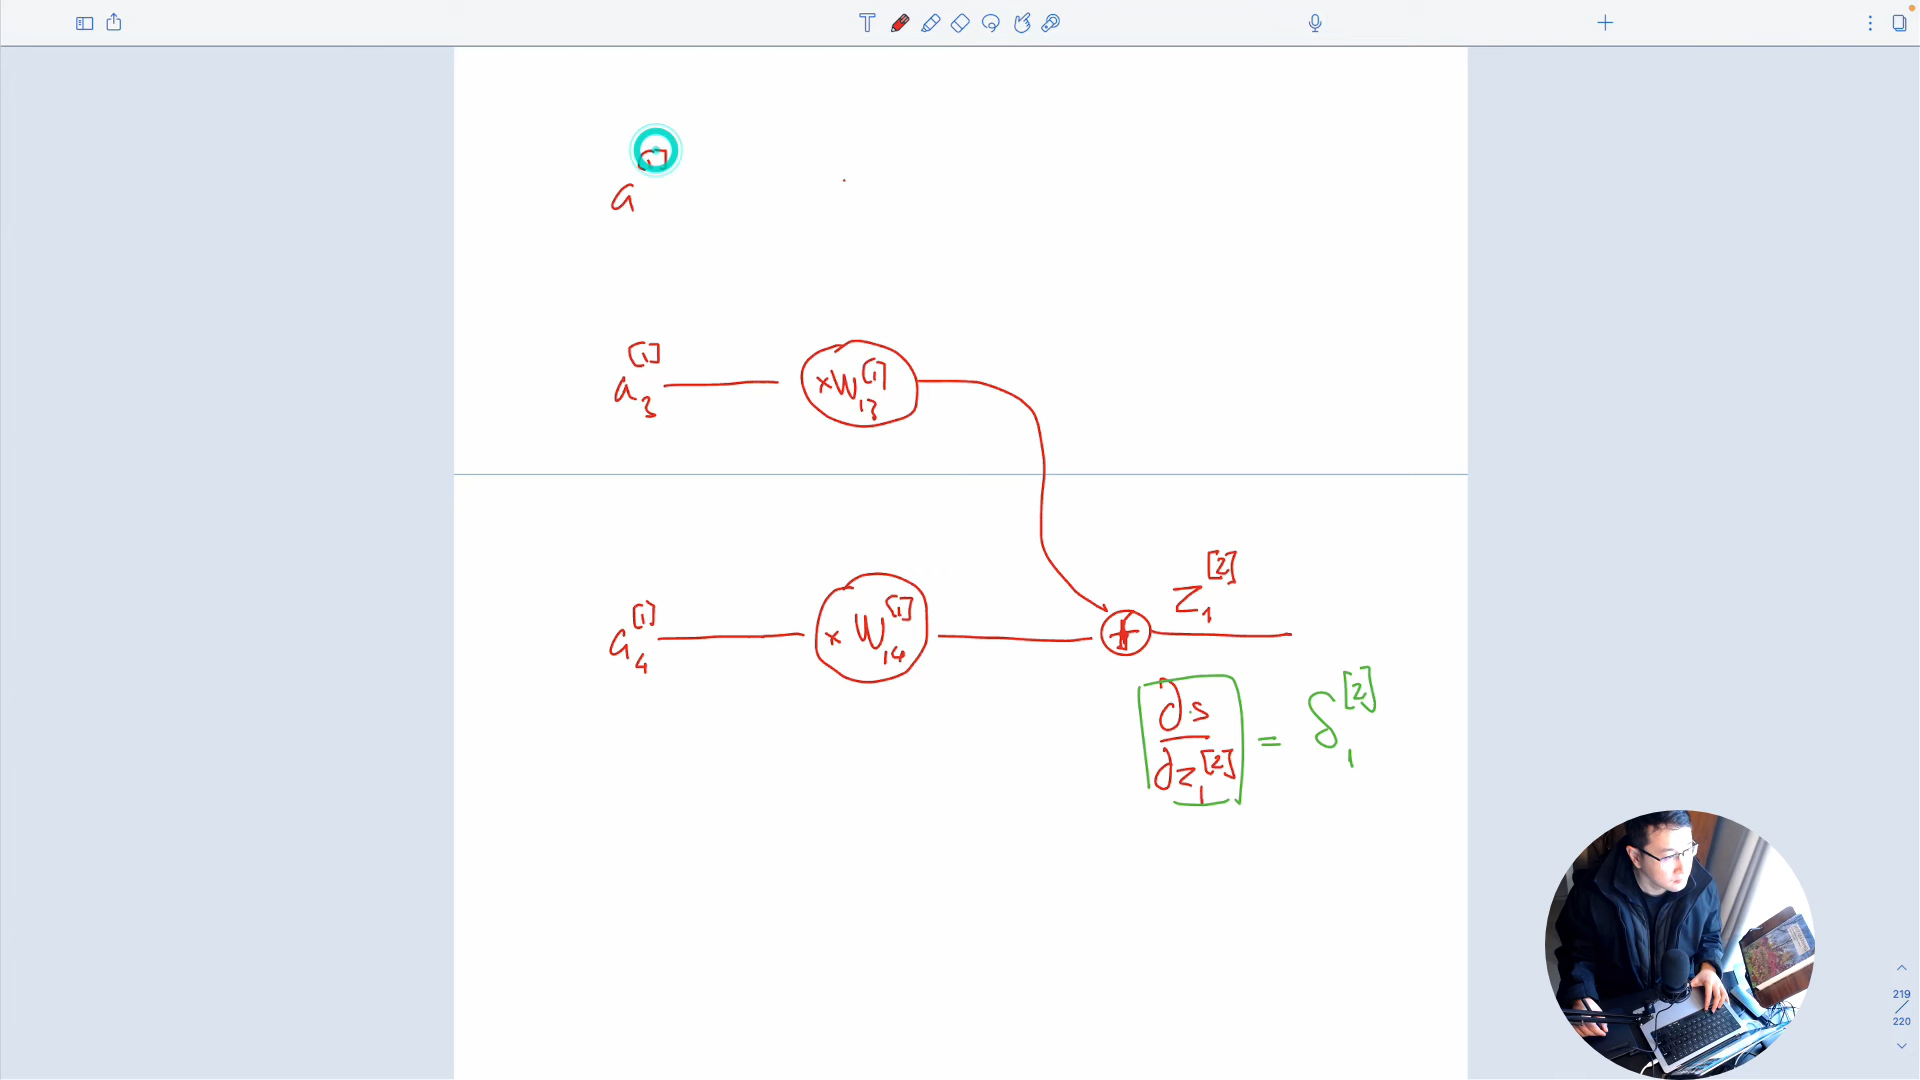 a^[1]
a_3^[1] ×W_13^[1]
a_4^[1] × W_14^[1] + z_1^[2]
∂s/∂z_1^[2] = δ_1^[2]
219
220